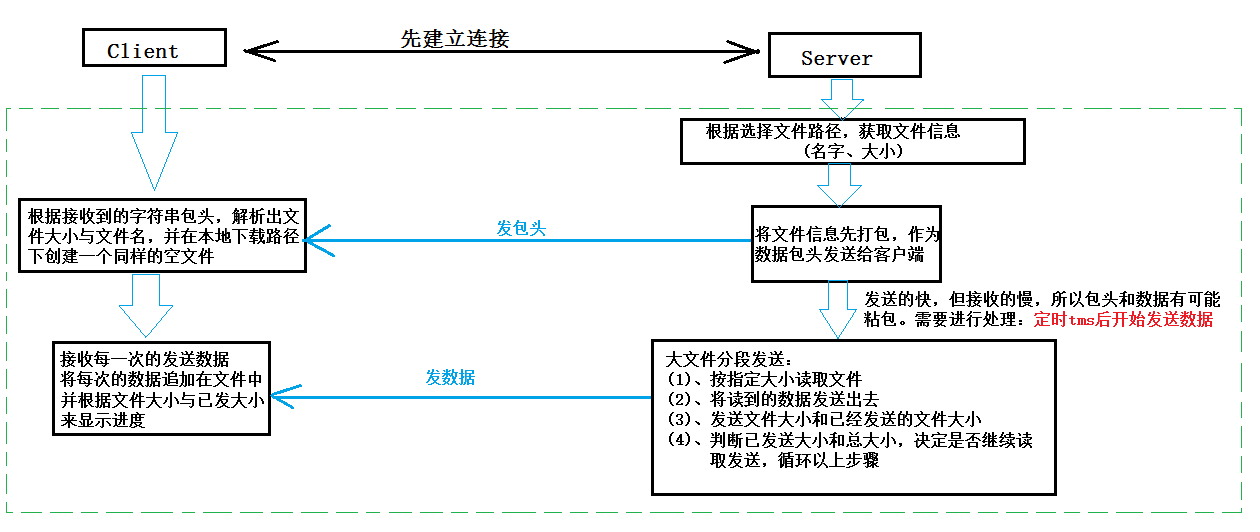 先建立连接
Client
Server
根据选择文件路径，获取文件信息
(名字、大小)
根据接收到的字符串包头，解析出文
件大小与文件名，并在本地下载路径
下创建一个同样的空文件
发包头
将文件信息先打包，作为
数据包头发送给客户端
发送的快，但接收的慢，所以包头和数据有可能
粘包。需要进行处理：定时tms后开始发送数据
接收每一次的发送数据
将每次的数据追加在文件中
并根据文件大小与已发大小
来显示进度
发数据
大文件分段发送：
(1)、按指定大小读取文件
(2)、将读到的数据发送出去
(3)、发送文件大小和已经发送的文件大小
(4)、判断已发送大小和总大小，决定是否继续读
取发送，循环以上步骤